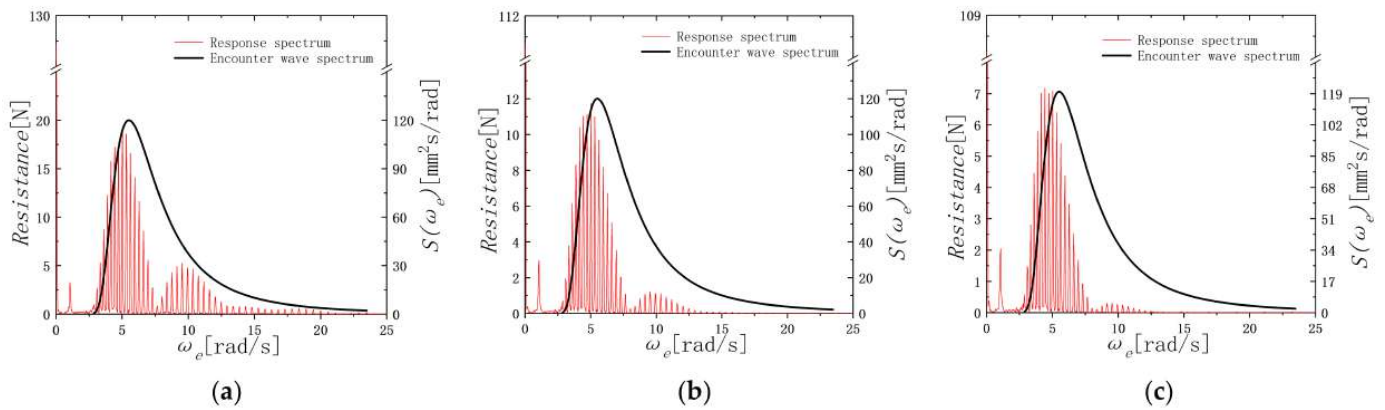 130
Response spectrum
Encounter wave spectrum
20
15
10
5
0
Resistance[N]
120
90
60
30
0
S(ωₑ)[mm²s/rad]
0 5 10 15 20 25
ωₑ[rad/s]
(a)
112
Response spectrum
Encounter wave spectrum
12
10
8
6
4
2
0
Resistance[N]
120
100
80
60
40
20
0
S(ωₑ)[mm²s/rad]
0 5 10 15 20 25
ωₑ[rad/s]
(b)
109
Response spectrum
Encounter wave spectrum
7
6
5
4
3
2
1
0
Resistance[N]
119
102
85
68
51
34
17
0
S(ωₑ)[mm²s/rad]
0 5 10 15 20 25
ωₑ[rad/s]
(c)